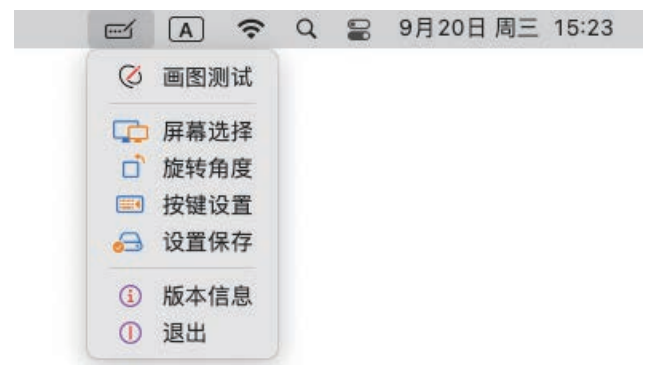 A 9月20日 周三 15:23
画图测试
屏幕选择
旋转角度
按键设置
设置保存
版本信息
退出